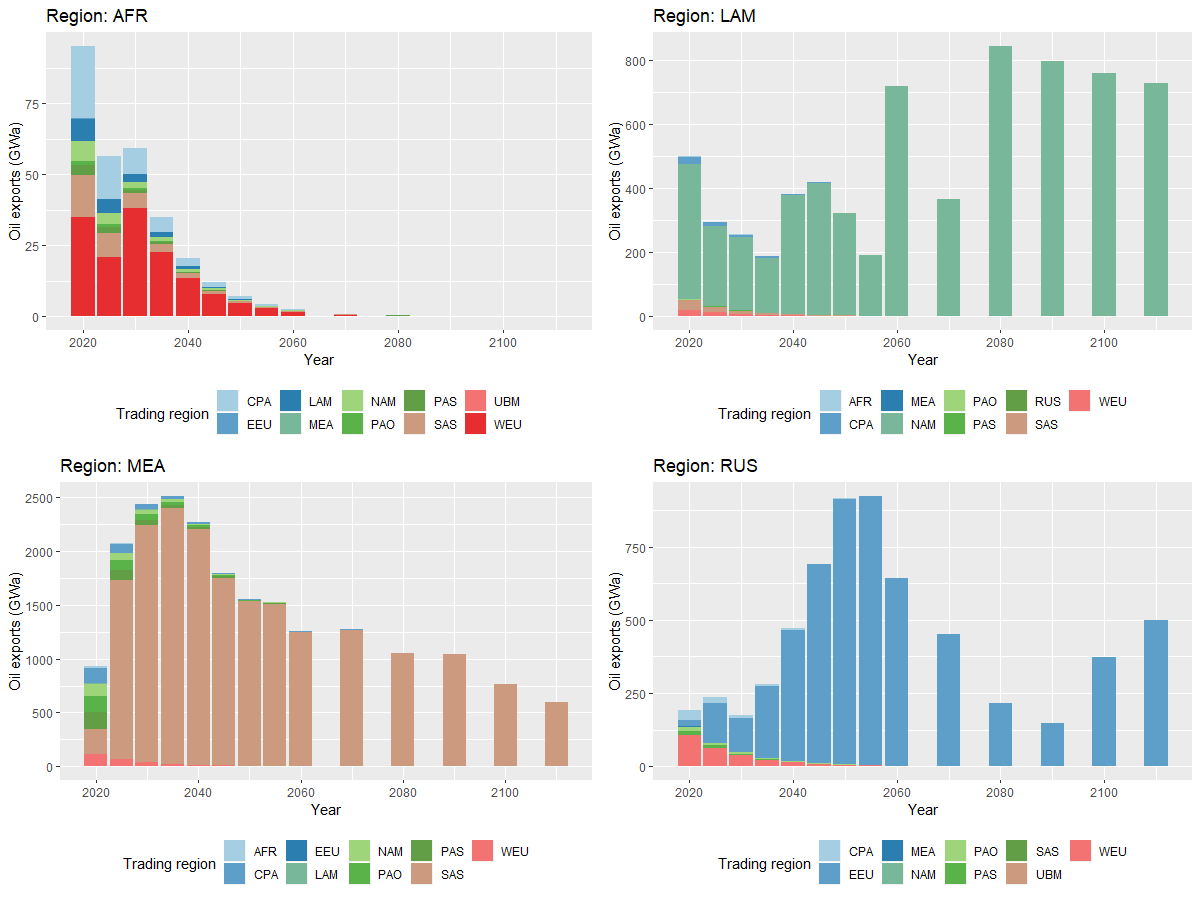 Region: AFR
Oil exports (GWa)
75
50
25
0
2020 2040 2060 2080 2100
Year
Trading region
CPA LAM NAM PAS UBM
EEU MEA PAO SAS WEU
Region: LAM
Oil exports (GWa)
800
600
400
200
0
2020 2040 2060 2080 2100
Year
Trading region
AFR MEA PAO RUS WEU
CPA NAM PAS SAS
Region: MEA
Oil exports (GWa)
2500
2000
1500
1000
500
0
2020 2040 2060 2080 2100
Year
Trading region
AFR EEU NAM PAS WEU
CPA LAM PAO SAS
Region: RUS
Oil exports (GWa)
750
500
250
0
2020 2040 2060 2080 2100
Year
Trading region
CPA MEA PAO SAS WEU
EEU NAM PAS UBM